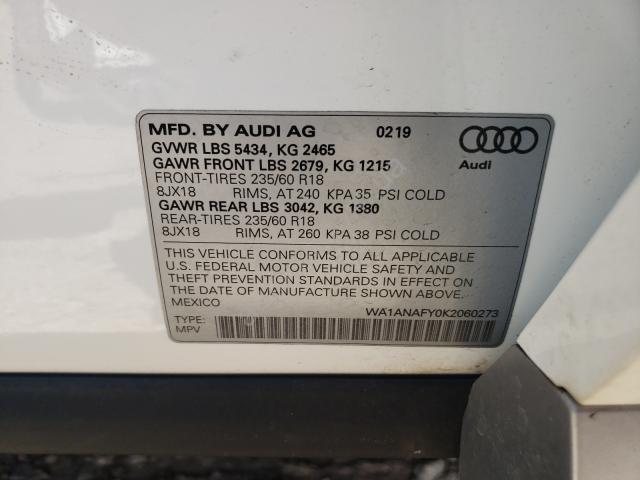 MFD. BY AUDI AG 0219
GVWR LBS 5434, KG 2465
GAWR FRONT LBS 2679, KG 1215
FRONT-TIRES 235/60 R18
8JX18 RIMS, AT 240 KPA 35 PSI COLD
GAWR REAR LBS 3042, KG 1380
REAR-TIRES 235/60 R18
8JX18 RIMS, AT 260 KPA 38 PSI COLD
Audi
THIS VEHICLE CONFORMS TO ALL APPLICABLE
U.S. FEDERAL MOTOR VEHICLE SAFETY AND
THEFT PREVENTION STANDARDS IN EFFECT ON
THE DATE OF MANUFACTURE SHOWN ABOVE.
MEXICO
WA1ANAFY0K2060273
TYPE:
MPV